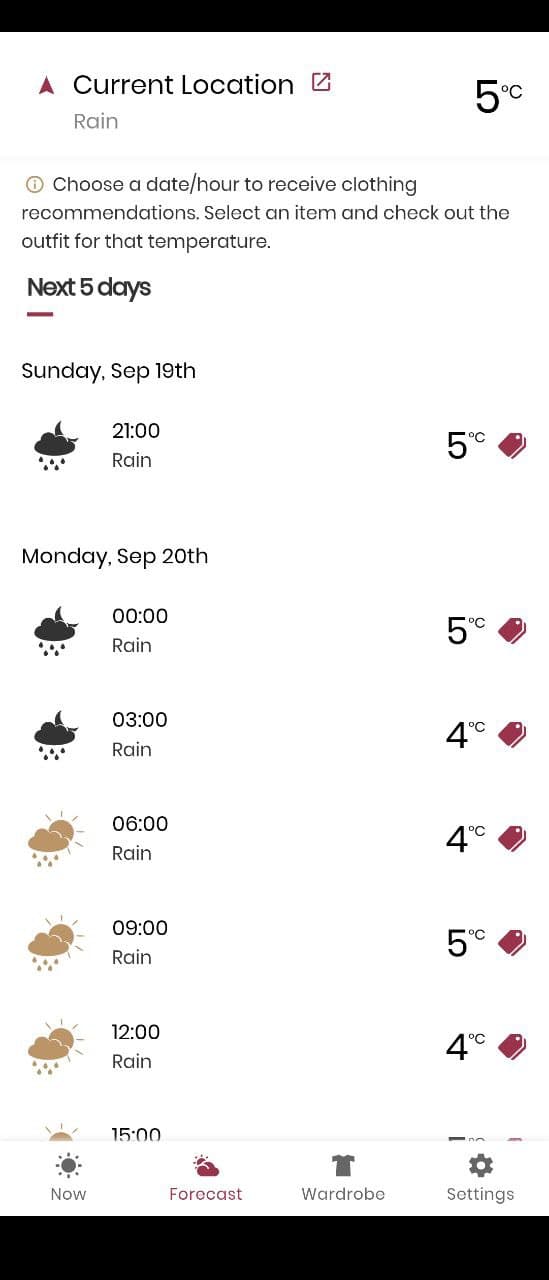 Current Location
5°C
Rain
Choose a date/hour to receive clothing
recommendations. Select an item and check out the
outfit for that temperature.
Next 5 days
Sunday, Sep 19th
21:00
Rain
5°C
Monday, Sep 20th
00:00
Rain
5°C
03:00
Rain
4°C
06:00
Rain
4°C
09:00
Rain
5°C
12:00
Rain
4°C
15:00
Now
Forecast
Wardrobe
Settings